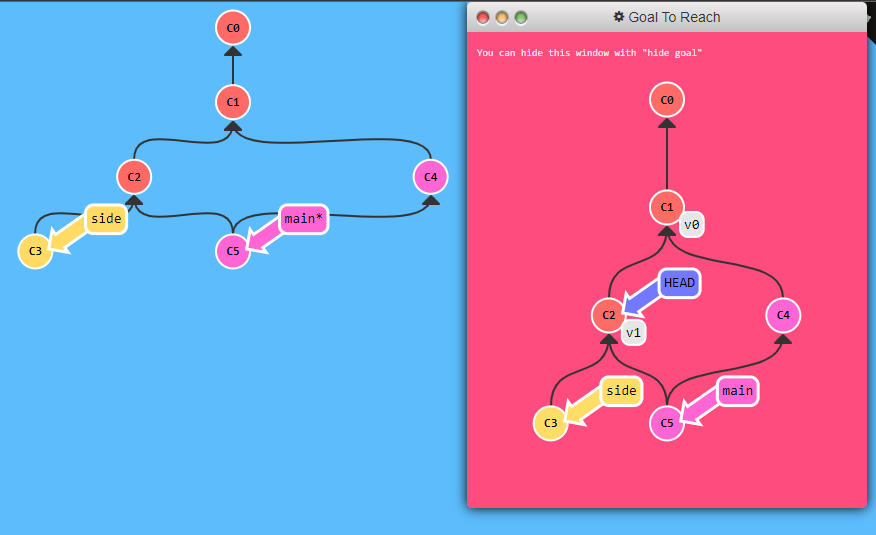 C0
C1
C2
C4
side
main*
C3
C5
Goal To Reach
You can hide this window with "hide goal"
C0
C1
v0
HEAD
C2
v1
C4
side
main
C3
C5